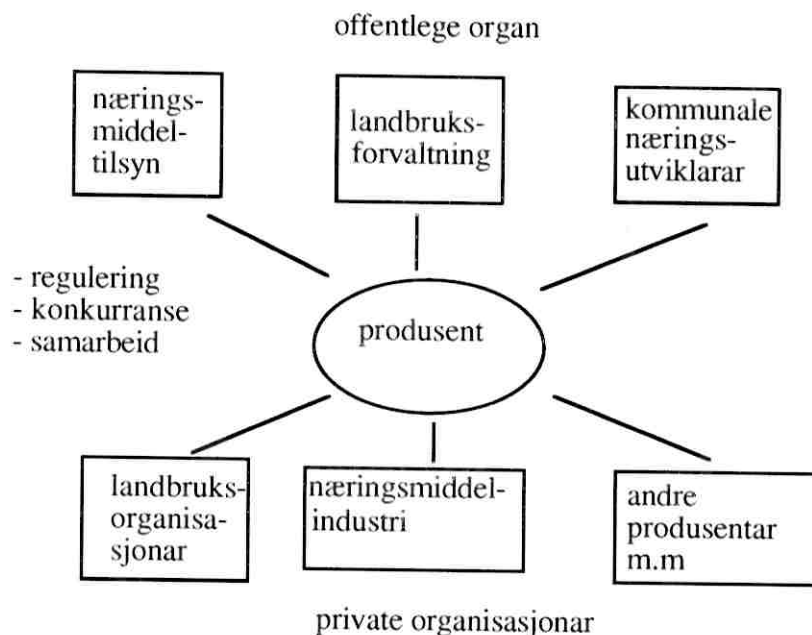 offentlege organ
nærings-
middel-
tilsyn
landbruks-
forvaltning
kommunale
nærings-
utviklarar
- regulering
- konkurranse
- samarbeid
produsent
landbruks-
organisa-
sjonar
næringsmiddel-
industri
andre
produsentar
m.m
private organisasjonar